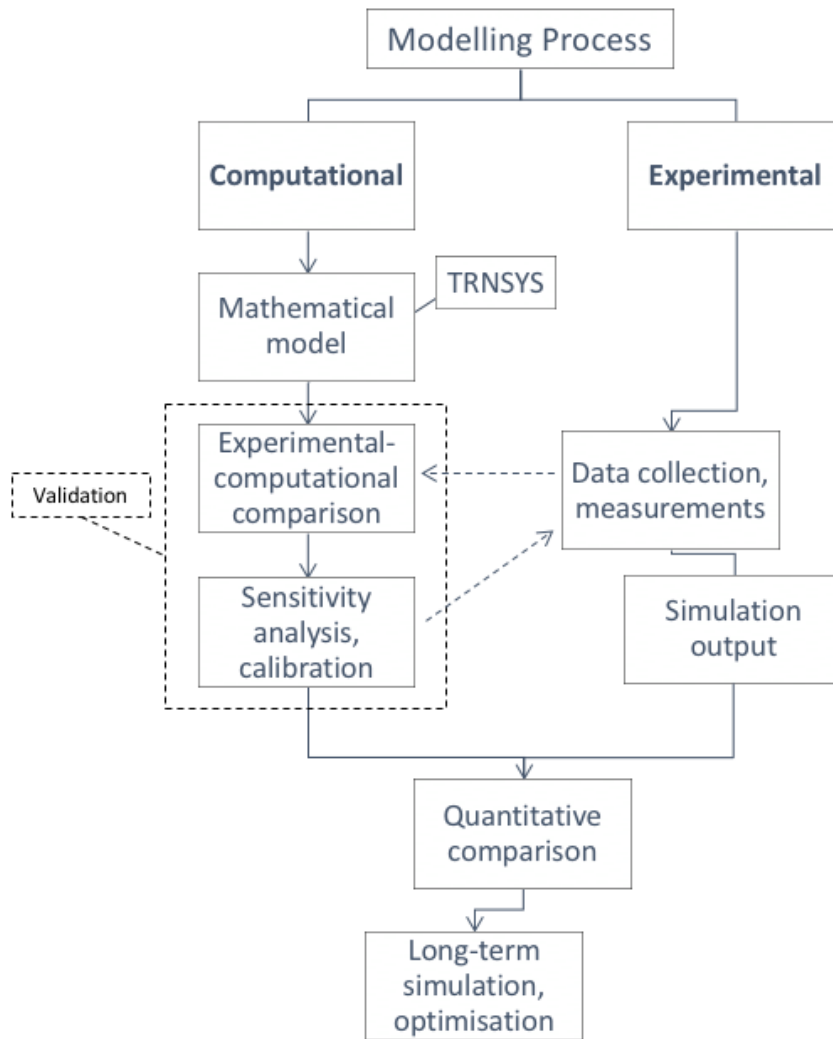 Modelling Process
Computational
Experimental
TRNSYS
Mathematical
model
Experimental-
computational
comparison
Data collection,
measurements
Validation
Sensitivity
analysis,
calibration
Simulation
output
Quantitative
comparison
Long-term
simulation,
optimisation